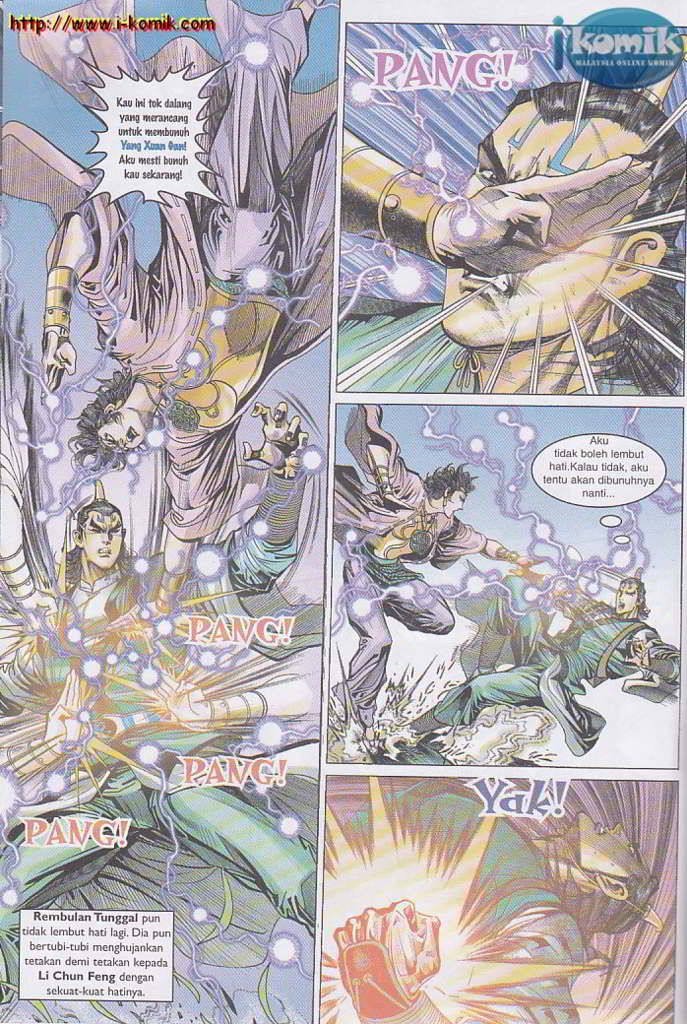 http://www.i-komik.com
ikomik
MALAYSIA ONLINE KOMIK
Kau ini tok dalang
yang merancang
untuk membunuh
Yang Xuan Gan!
Aku mesti bunuh
kau sekarang!
PANG!
PANG!
PANG!
Rembulan Tunggal pun
tidak lembut hati lagi. Dia pun
bertubi-tubi menghujankan
tetakan demi tetakan kepada
Li Chun Feng dengan
sekuat-kuat hatinya.
PANG!
Aku
tidak boleh lembut
hati.Kalau tidak, aku
tentu akan dibunuhnya
nanti...
Yak!